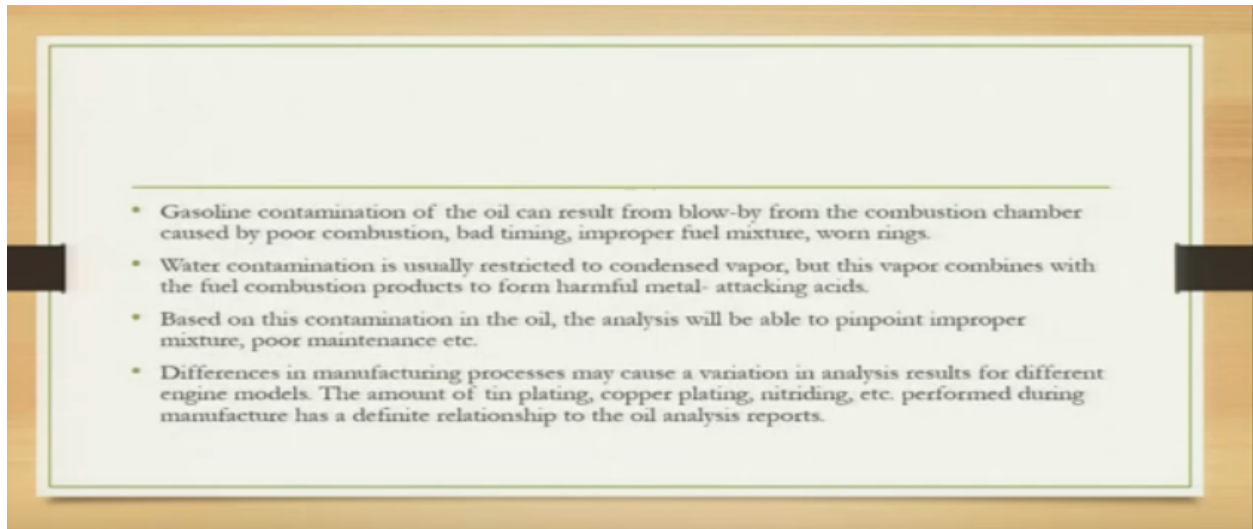 • Gasoline contamination of the oil can result from blow-by from the combustion chamber
caused by poor combustion, bad timing, improper fuel mixture, worn rings.
• Water contamination is usually restricted to condensed vapor, but this vapor combines with
the fuel combustion products to form harmful metal- attacking acids.
• Based on this contamination in the oil, the analysis will be able to pinpoint improper
mixture, poor maintenance etc.
• Differences in manufacturing processes may cause a variation in analysis results for different
engine models. The amount of tin plating, copper plating, nitriding, etc. performed during
manufacture has a definite relationship to the oil analysis reports.